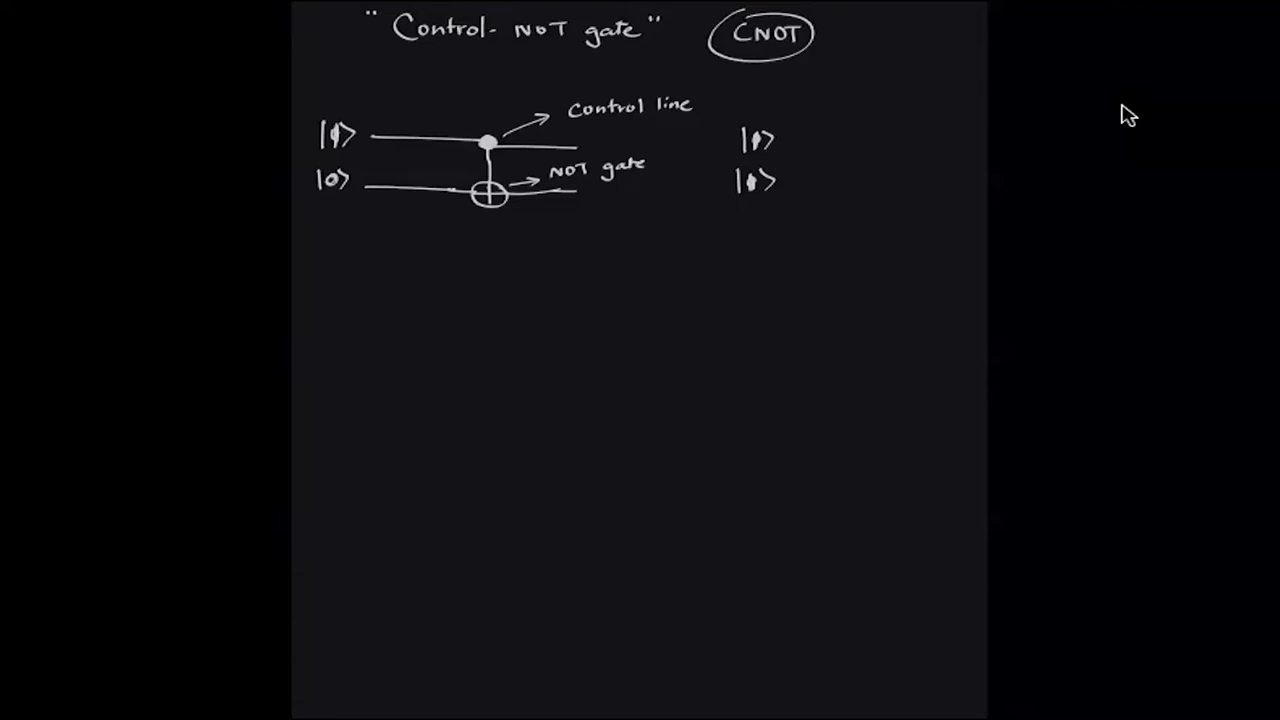 "Control-NOT gate" CNOT
Control line
|1⟩ |1⟩
NOT gate
|0⟩ |1⟩